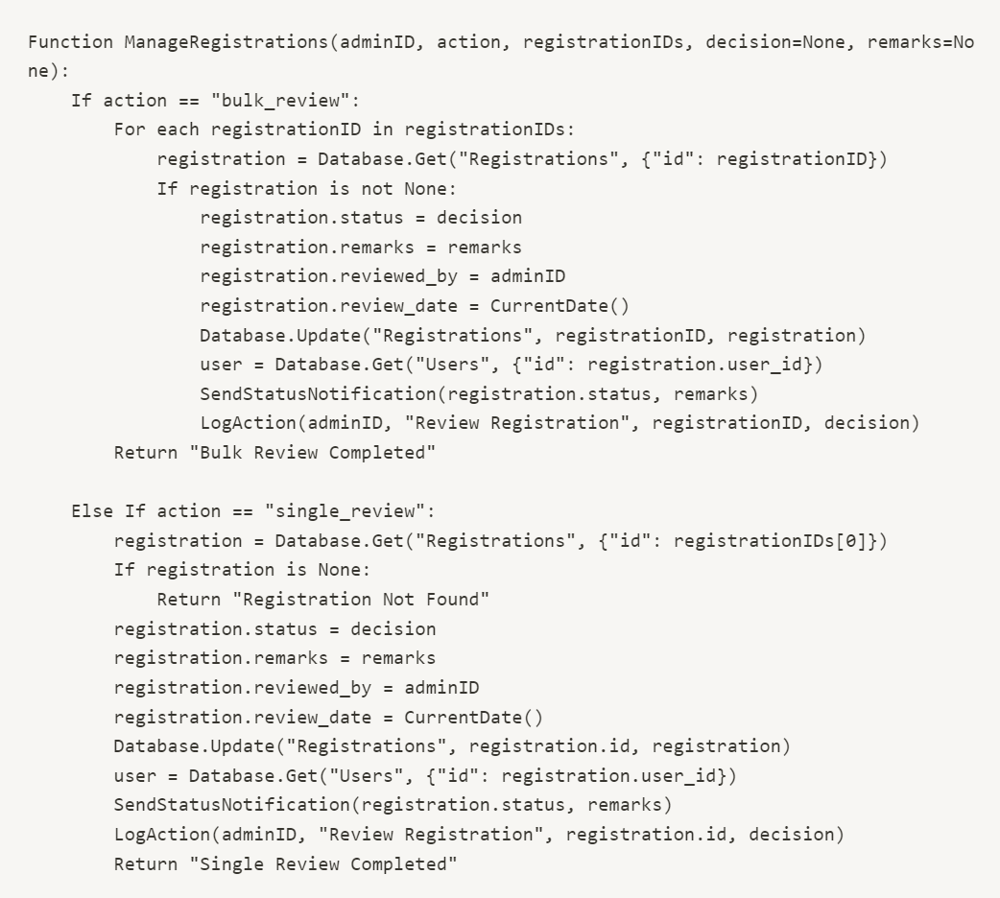 Function ManageRegistrations(adminID, action, registrationIDs, decision=None, remarks=No
ne):
    If action == "bulk_review":
        For each registrationID in registrationIDs:
            registration = Database.Get("Registrations", {"id": registrationID})
            If registration is not None:
                registration.status = decision
                registration.remarks = remarks
                registration.reviewed_by = adminID
                registration.review_date = CurrentDate()
                Database.Update("Registrations", registrationID, registration)
                user = Database.Get("Users", {"id": registration.user_id})
                SendStatusNotification(registration.status, remarks)
                LogAction(adminID, "Review Registration", registrationID, decision)
        Return "Bulk Review Completed"

    Else If action == "single_review":
        registration = Database.Get("Registrations", {"id": registrationIDs[0]})
        If registration is None:
            Return "Registration Not Found"
        registration.status = decision
        registration.remarks = remarks
        registration.reviewed_by = adminID
        registration.review_date = CurrentDate()
        Database.Update("Registrations", registration.id, registration)
        user = Database.Get("Users", {"id": registration.user_id})
        SendStatusNotification(registration.status, remarks)
        LogAction(adminID, "Review Registration", registration.id, decision)
        Return "Single Review Completed"